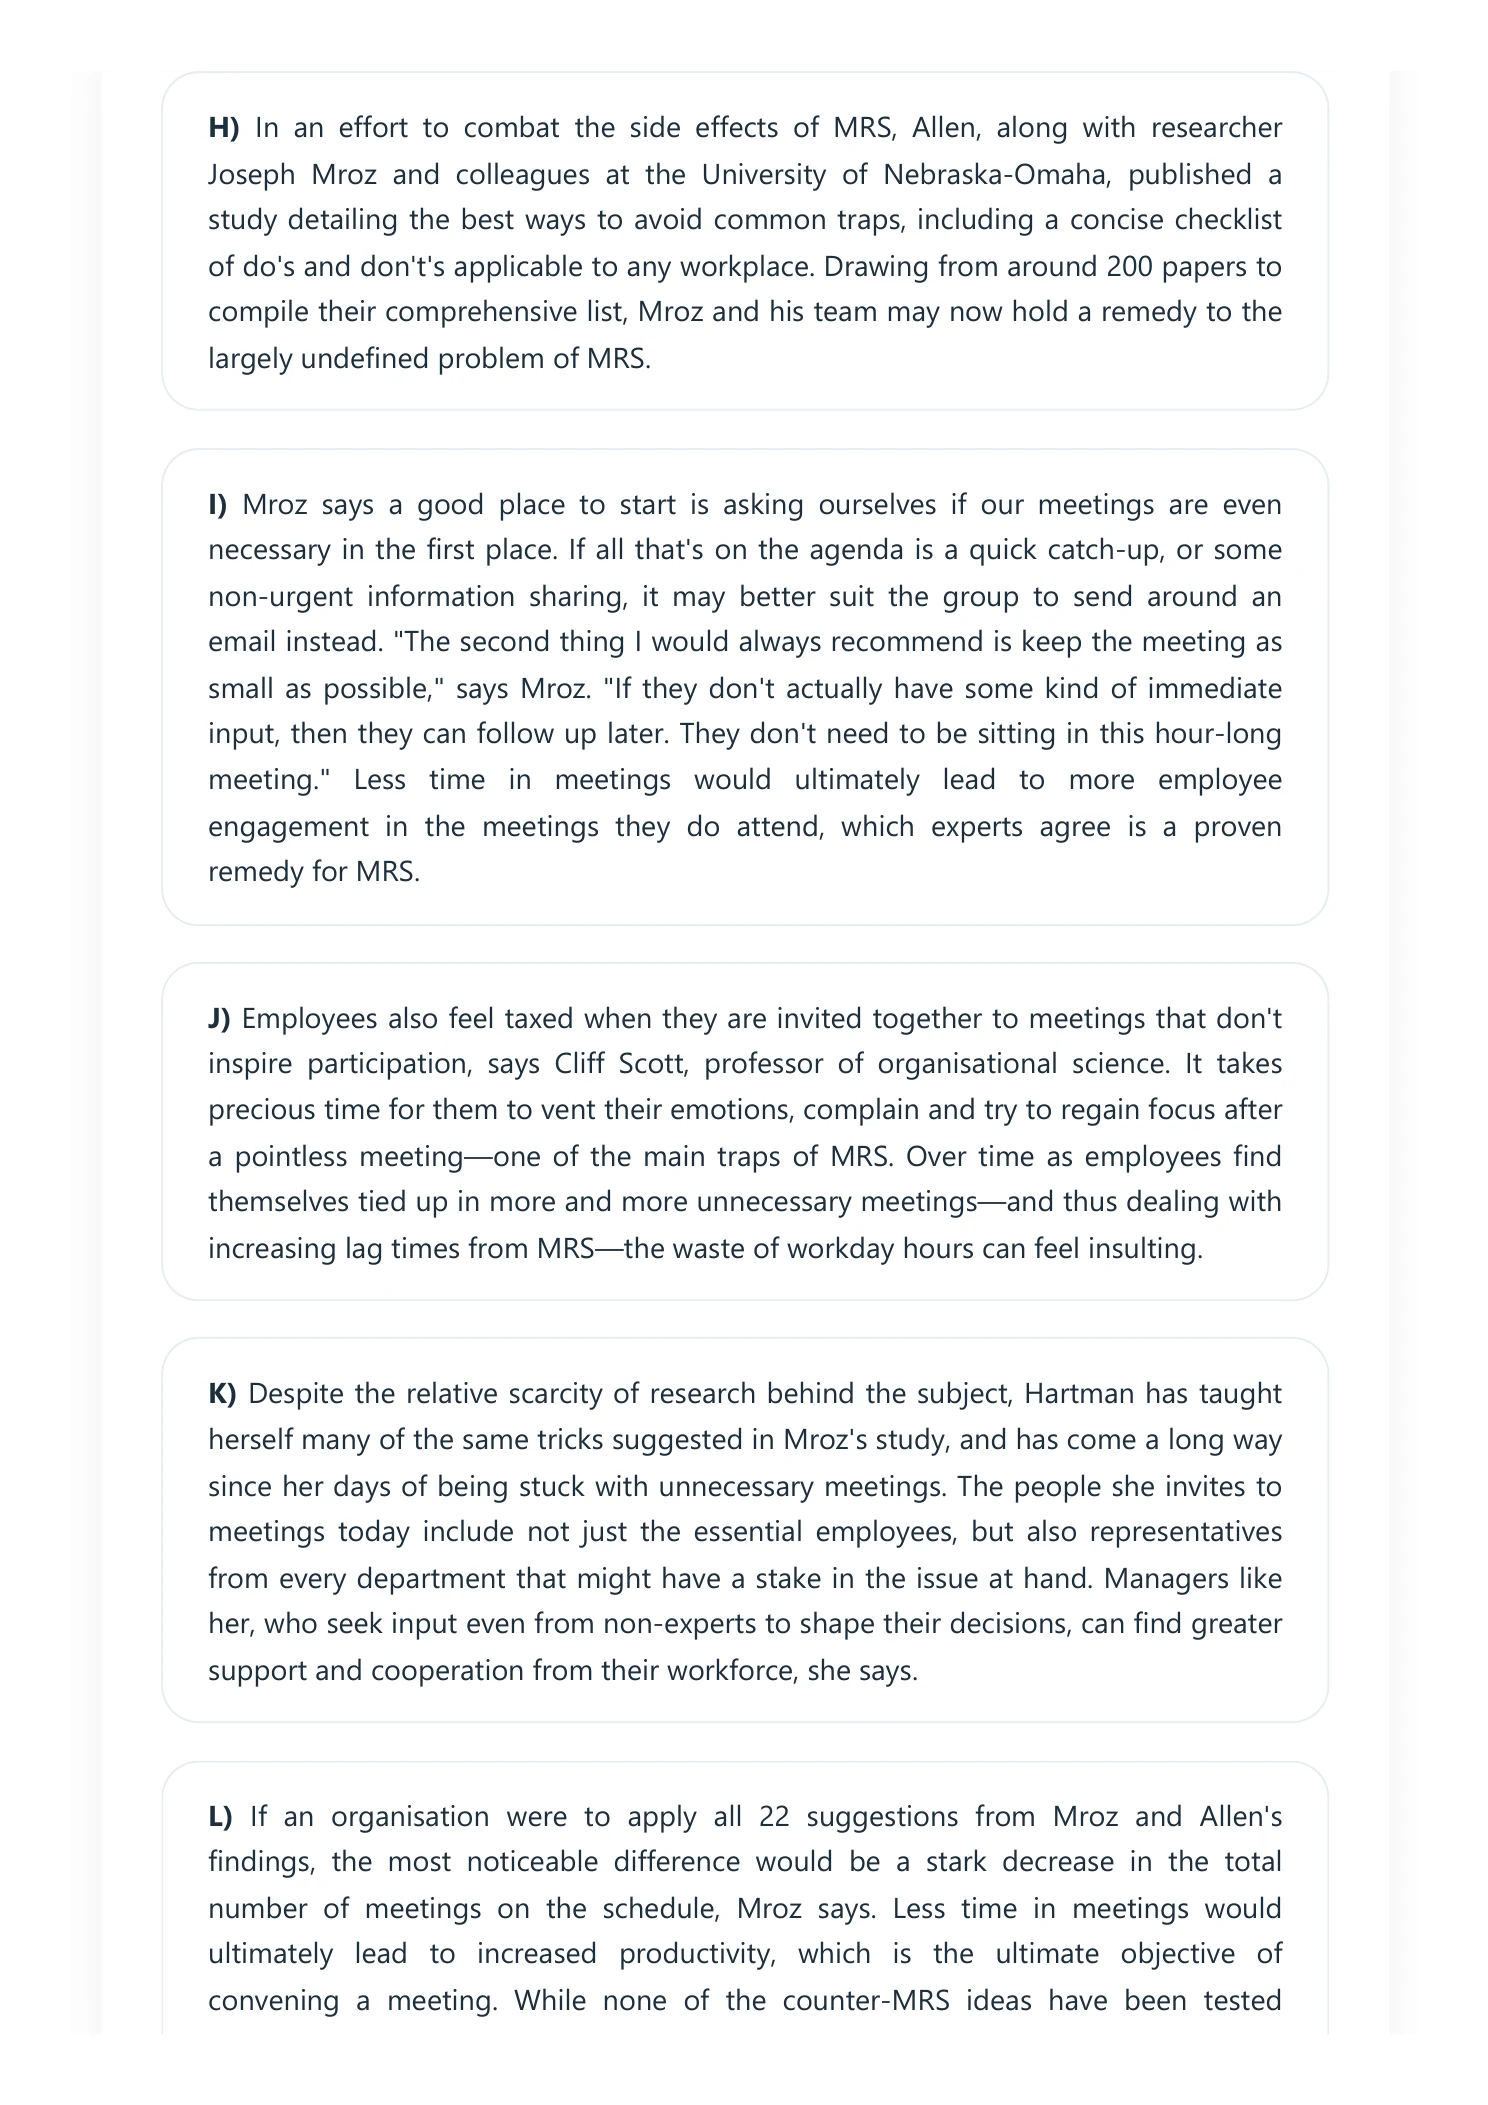 H) In an effort to combat the side effects of MRS, Allen, along with researcher
Joseph Mroz and colleagues at the University of Nebraska-Omaha, published a
study detailing the best ways to avoid common traps, including a concise checklist
of do's and don't's applicable to any workplace. Drawing from around 200 papers to
compile their comprehensive list, Mroz and his team may now hold a remedy to the
largely undefined problem of MRS.
I) Mroz says a good place to start is asking ourselves if our meetings are even
necessary in the first place. If all that's on the agenda is a quick catch-up, or some
non-urgent information sharing, it may better suit the group to send around an
email instead. "The second thing I would always recommend is keep the meeting as
small as possible," says Mroz. "If they don't actually have some kind of immediate
input, then they can follow up later. They don't need to be sitting in this hour-long
meeting." Less time in meetings would ultimately lead to more employee
engagement in the meetings they do attend, which experts agree is a proven
remedy for MRS.
J) Employees also feel taxed when they are invited together to meetings that don't
inspire participation, says Cliff Scott, professor of organisational science. It takes
precious time for them to vent their emotions, complain and try to regain focus after
a pointless meeting—one of the main traps of MRS. Over time as employees find
themselves tied up in more and more unnecessary meetings—and thus dealing with
increasing lag times from MRS—the waste of workday hours can feel insulting.
K) Despite the relative scarcity of research behind the subject, Hartman has taught
herself many of the same tricks suggested in Mroz's study, and has come a long way
since her days of being stuck with unnecessary meetings. The people she invites to
meetings today include not just the essential employees, but also representatives
from every department that might have a stake in the issue at hand. Managers like
her, who seek input even from non-experts to shape their decisions, can find greater
support and cooperation from their workforce, she says.
L) If an organisation were to apply all 22 suggestions from Mroz and Allen's
findings, the most noticeable difference would be a stark decrease in the total
number of meetings on the schedule, Mroz says. Less time in meetings would
ultimately lead to increased productivity, which is the ultimate objective of
convening a meeting. While none of the counter-MRS ideas have been tested